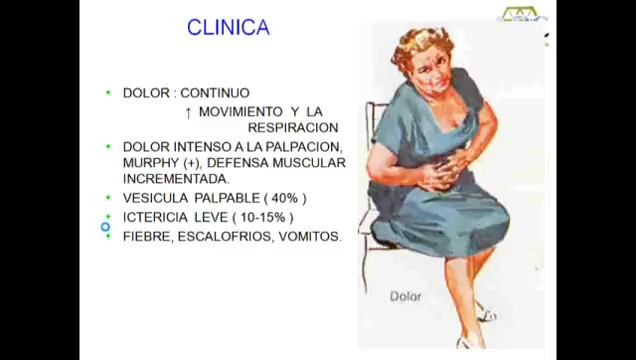 CLINICA
DOLOR : CONTINUO
↑ MOVIMIENTO Y LA
RESPIRACION
DOLOR INTENSO A LA PALPACION,
MURPHY (+), DEFENSA MUSCULAR
INCREMENTADA.
VESICULA PALPABLE ( 40% )
ICTERICIA LEVE ( 10-15% )
FIEBRE, ESCALOFRIOS, VOMITOS.
Dolor